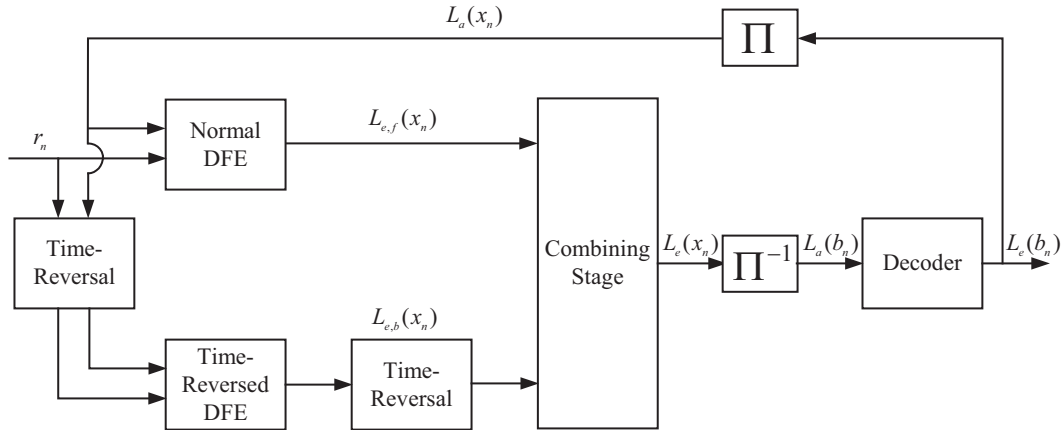 L_a(x_n)
Π
Normal
DFE
L_{e,f}(x_n)
r_n
Time-
Reversal
Combining
Stage
L_e(x_n)
Π^{-1}
L_a(b_n)
Decoder
L_e(b_n)
Time-
Reversed
DFE
L_{e,b}(x_n)
Time-
Reversal